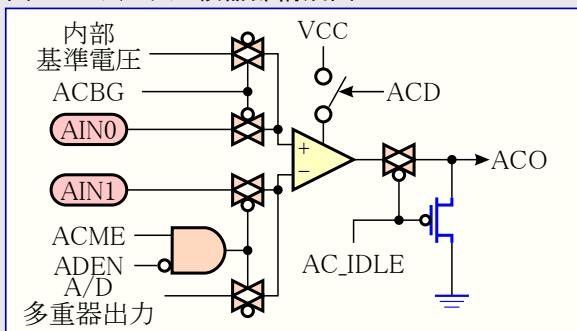 内部
基準電圧
ACBG
AIN0
AIN1
ACME
ADEN
A/D
多重器出力
VCC
ACD
+
−
ACO
AC_IDLE